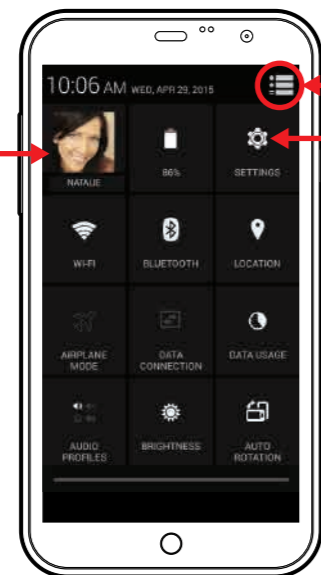 10:06 AM WED, APR 29, 2015
NATALIE
86%
SETTINGS
WI-FI
BLUETOOTH
LOCATION
AIRPLANE
MODE
DATA
CONNECTION
DATA USAGE
AUDIO
PROFILES
BRIGHTNESS
AUTO
ROTATION